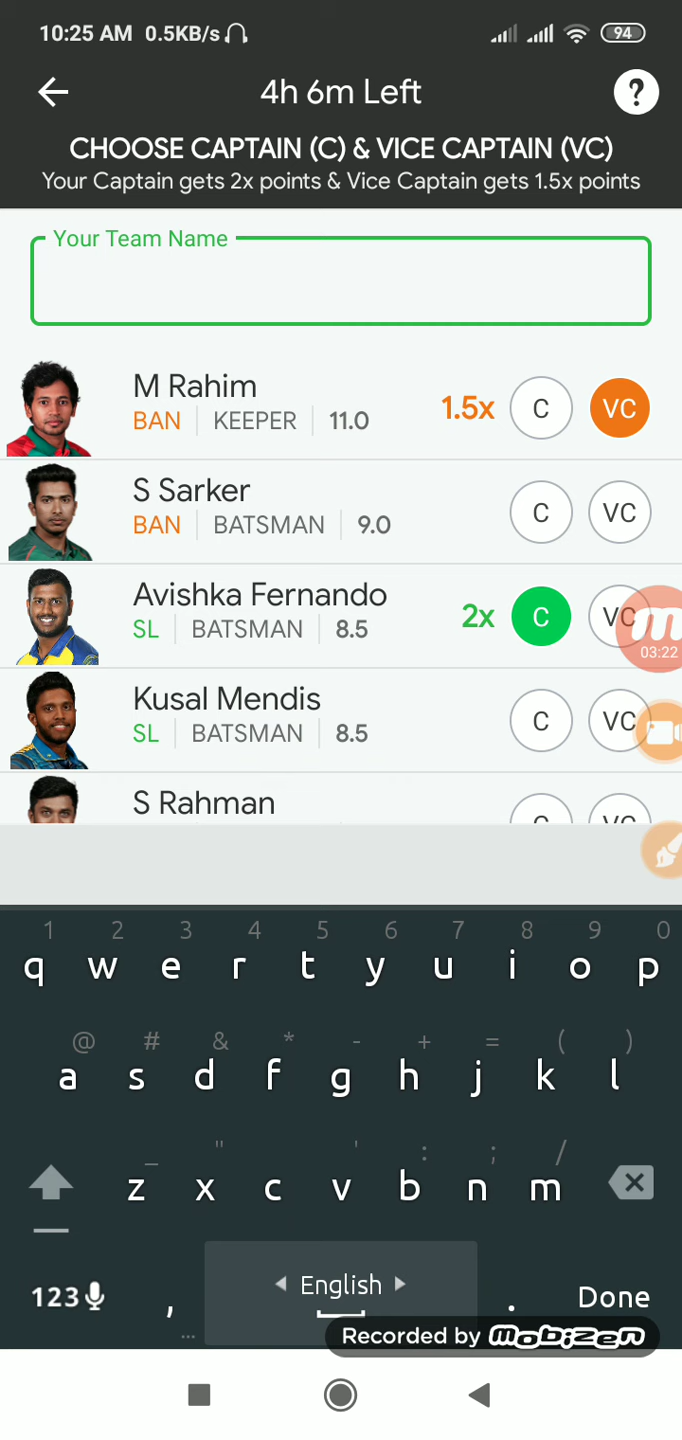 10:25 AM 0.5KB/s 94
4h 6m Left ?
CHOOSE CAPTAIN (C) & VICE CAPTAIN (VC)
Your Captain gets 2x points & Vice Captain gets 1.5x points
Your Team Name
M Rahim
BAN KEEPER 11.0 1.5x C VC
S Sarker
BAN BATSMAN 9.0 C VC
Avishka Fernando
SL BATSMAN 8.5 2x C VC
m
03:22
Kusal Mendis
SL BATSMAN 8.5 C VC
S Rahman
C VC
1 2 3 4 5 6 7 8 9 0
q w e r t y u i o p
@ # & * - + = ( )
a s d f g h j k l
_ " ' : ; /
z x c v b n m
123 , English . Done
...
Recorded by mobizen